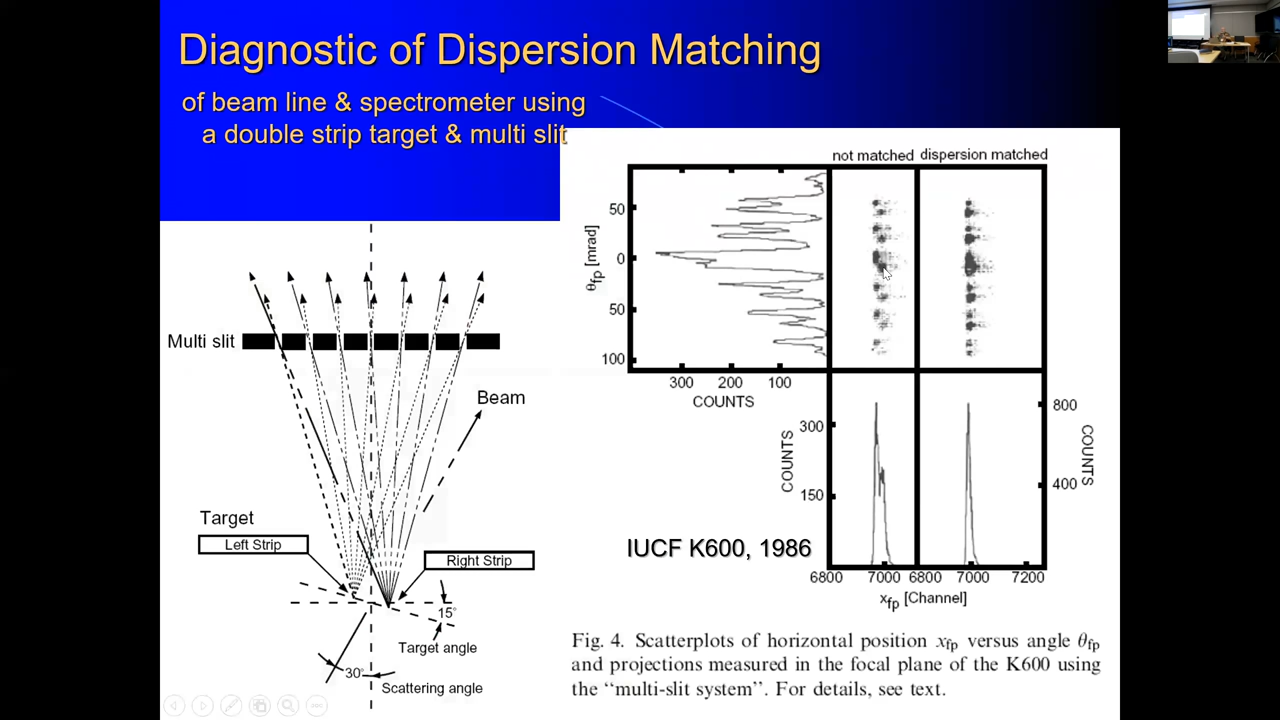 Diagnostic of Dispersion Matching
of beam line & spectrometer using
a double strip target & multi slit
not matched
dispersion matched
50
0
50
100
θfp [mrad]
300
200
100
COUNTS
Multi slit
Beam
Target
Left Strip
Right Strip
15°
Target angle
30°
Scattering angle
COUNTS
300
150
800
400
COUNTS
IUCF K600, 1986
6800
7000
6800
7000
7200
xfp [Channel]
Fig. 4. Scatterplots of horizontal position xfp versus angle θfp
and projections measured in the focal plane of the K600 using
the “multi-slit system”. For details, see text.